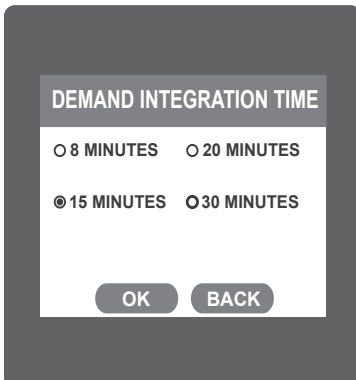 DEMAND INTEGRATION TIME
8 MINUTES 20 MINUTES
15 MINUTES 30 MINUTES
OK BACK